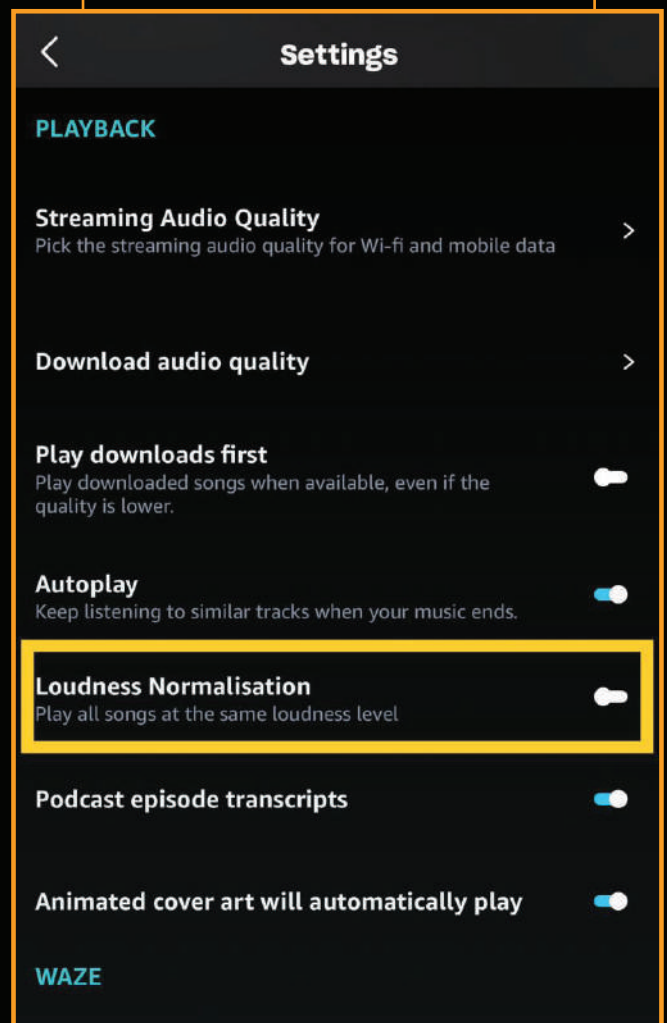 Settings
PLAYBACK
Streaming Audio Quality
Pick the streaming audio quality for Wi-fi and mobile data
Download audio quality
Play downloads first
Play downloaded songs when available, even if the
quality is lower.
Autoplay
Keep listening to similar tracks when your music ends.
Loudness Normalisation
Play all songs at the same loudness level
Podcast episode transcripts
Animated cover art will automatically play
WAZE